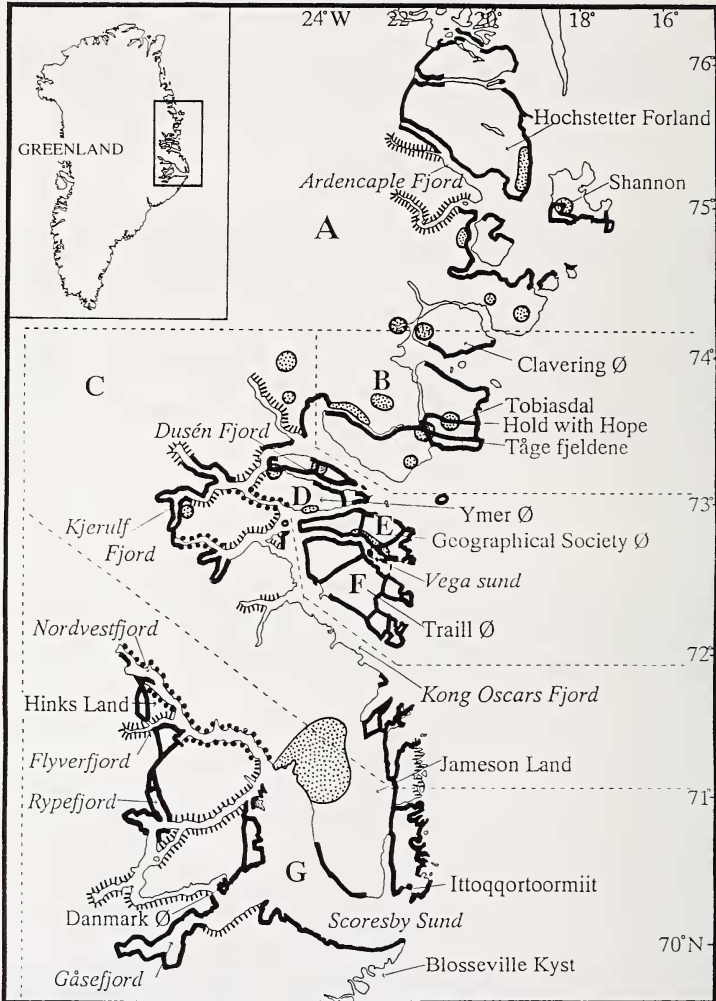 24°W 22° 20° 18° 16°
76°
GREENLAND
Hochstetter Forland
Ardencaple Fjord
Shannon
75°
A
74°
Clavering Ø
C
B
Tobiasdal
Hold with Hope
Tåge fjeldene
Dusén Fjord
73°
D
Ymer Ø
E
Geographical Society Ø
Kjerulf
Fjord
Vega sund
F
Traill Ø
Nordvestfjord
72°
Kong Oscars Fjord
Hinks Land
Flyverfjord
Jameson Land
Rypefjord
71°
G
Ittoqqortoormiit
Danmark Ø
Scoresby Sund
70°N
Gåsefjord
Blosseville Kyst